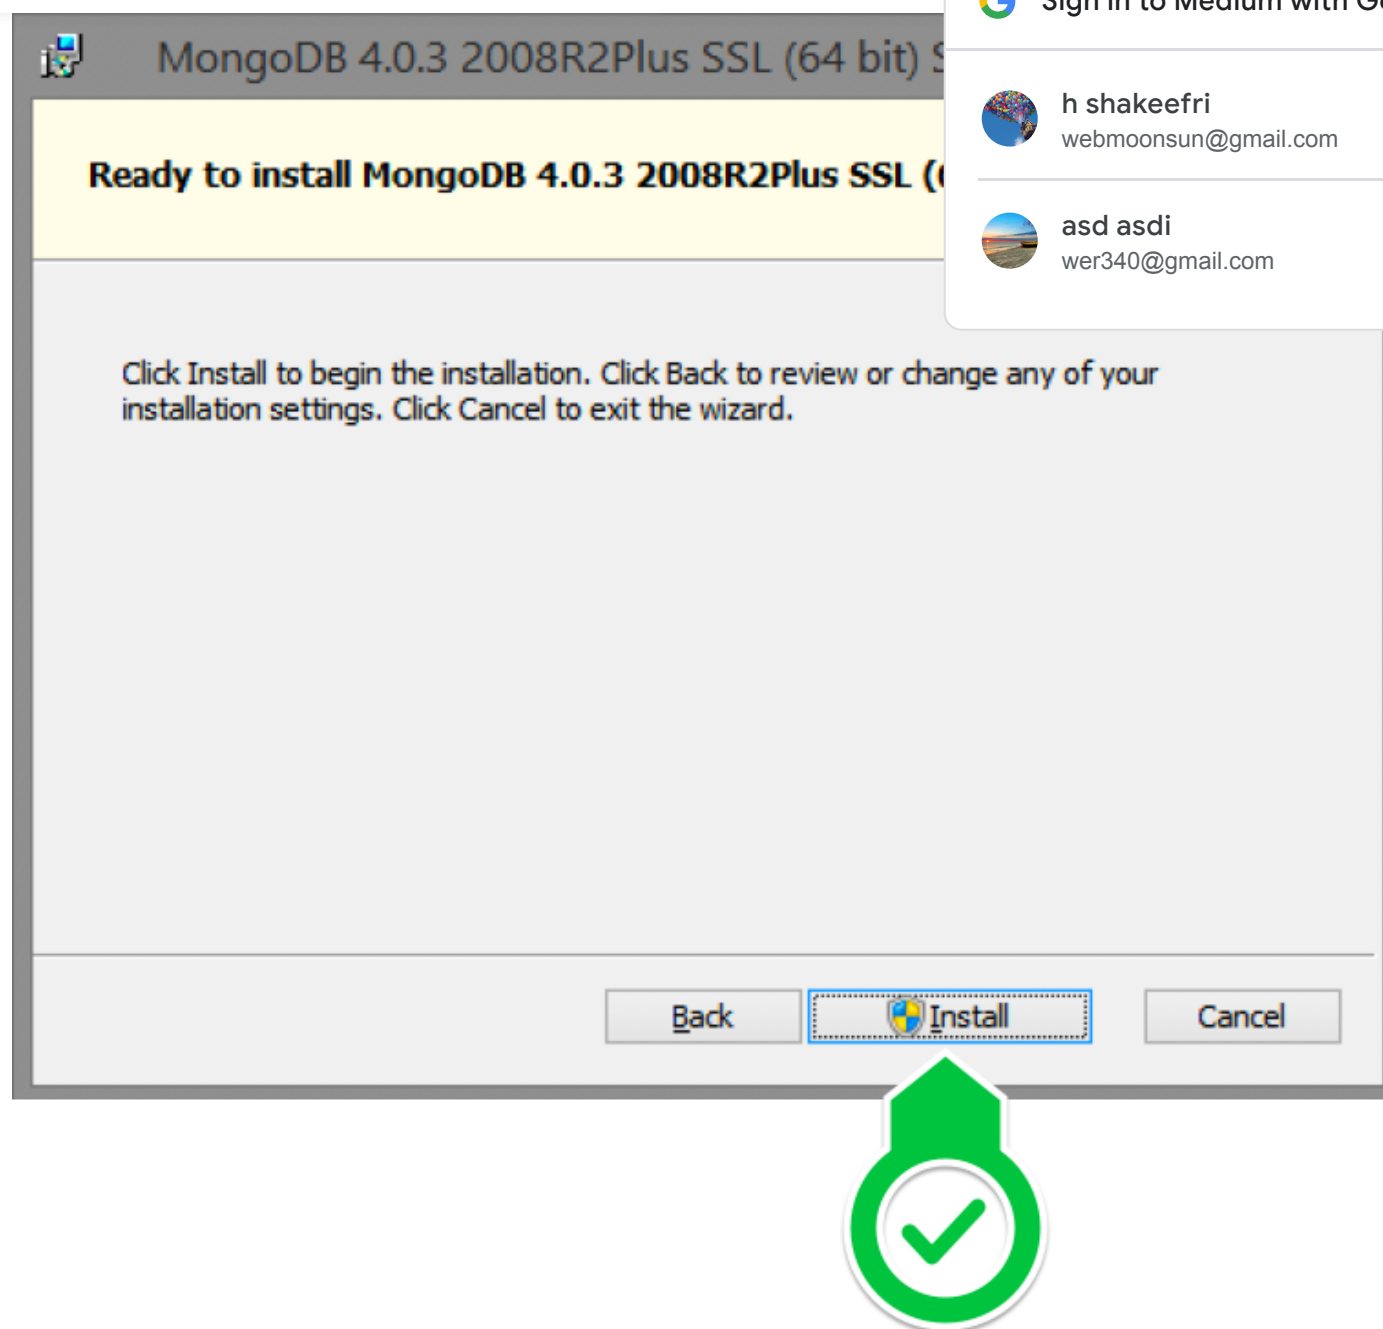 MongoDB 4.0.3 2008R2Plus SSL (64 bit)
Sign in to Medium with
h shakeefri
webmoonsun@gmail.com
asd asdi
wer340@gmail.com
Ready to install MongoDB 4.0.3 2008R2Plus SSL
Click Install to begin the installation. Click Back to review or change any of your
installation settings. Click Cancel to exit the wizard.
Back
Install
Cancel